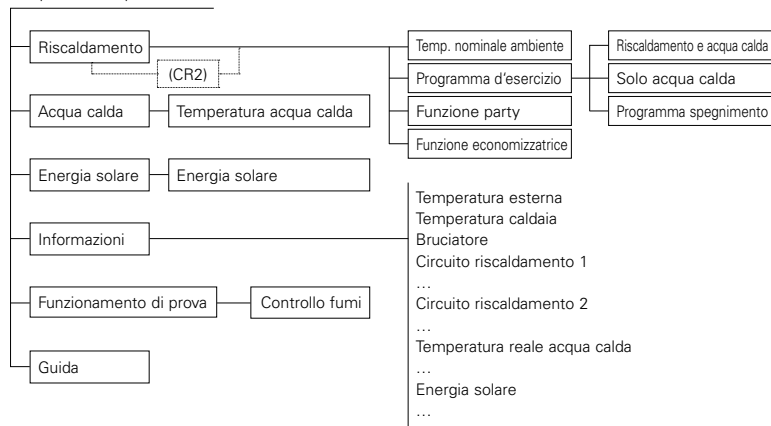 Riscaldamento
(CR2)
Temp. nominale ambiente
Programma d'esercizio
Funzione party
Funzione economizzatrice
Riscaldamento e acqua calda
Solo acqua calda
Programma spegnimento
Acqua calda
Temperatura acqua calda
Energia solare
Energia solare
Informazioni
Temperatura esterna
Temperatura caldaia
Bruciatore
Circuito riscaldamento 1
…
Circuito riscaldamento 2
…
Temperatura reale acqua calda
…
Energia solare
…
Funzionamento di prova
Controllo fumi
Guida